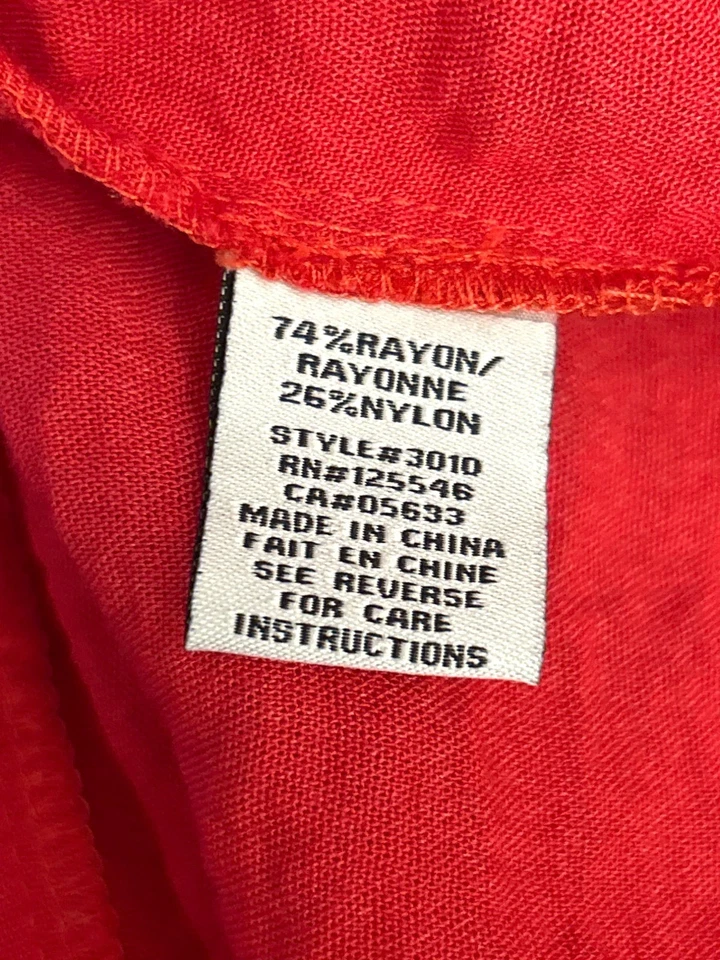 74%RAYON/
RAYONNE
26%NYLON
STYLE#3010
RN#125546
CA#05633
MADE IN CHINA
FAIT EN CHINE
SEE REVERSE
FOR CARE
INSTRUCTIONS